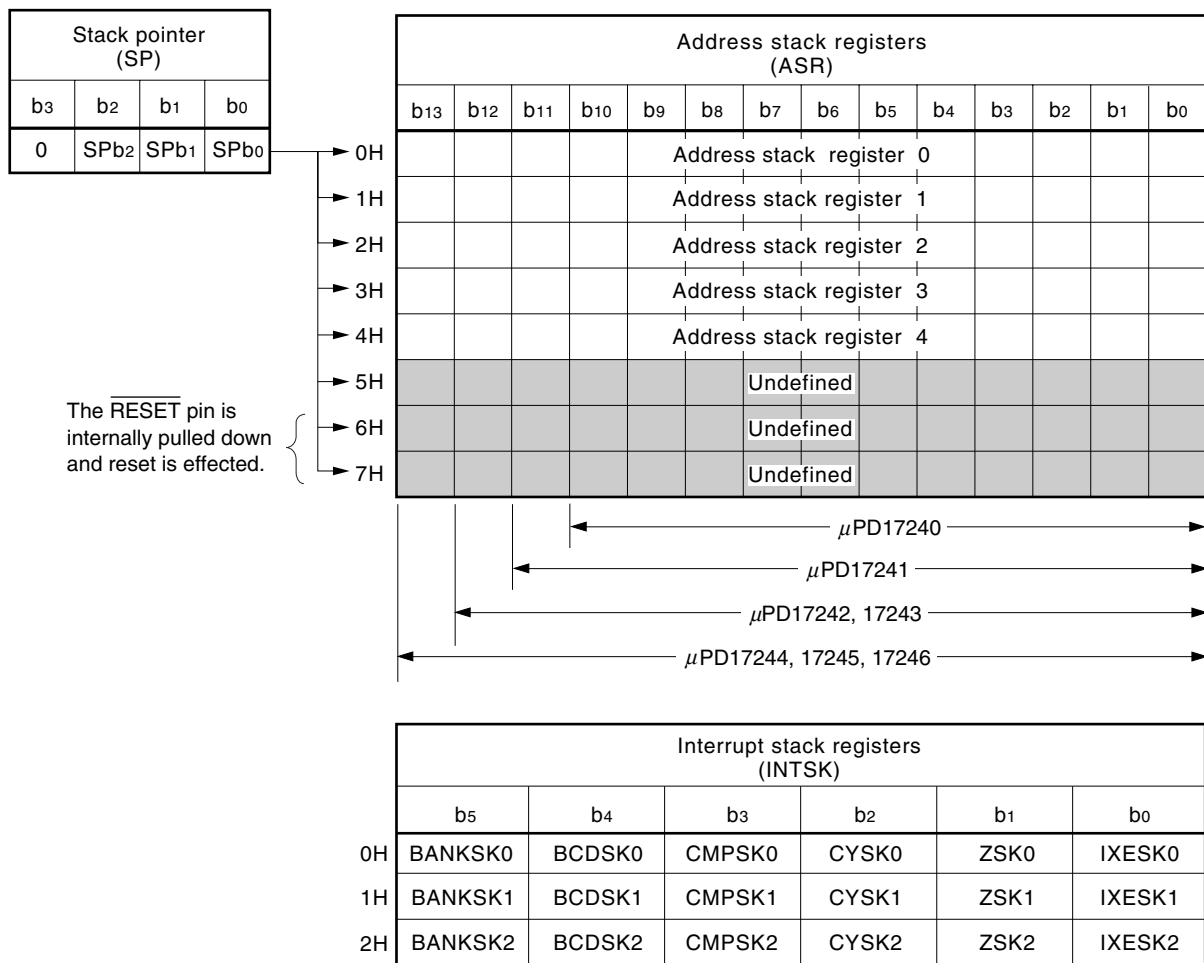 Stack pointer
(SP)
b3 b2 b1 b0
0 SPb2 SPb1 SPb0
Address stack registers
(ASR)
b13 b12 b11 b10 b9 b8 b7 b6 b5 b4 b3 b2 b1 b0
0H Address stack register 0
1H Address stack register 1
2H Address stack register 2
3H Address stack register 3
4H Address stack register 4
5H Undefined
6H Undefined
7H Undefined
The RESET pin is
internally pulled down
and reset is effected.
μPD17240
μPD17241
μPD17242, 17243
μPD17244, 17245, 17246
Interrupt stack registers
(INTSK)
b5 b4 b3 b2 b1 b0
0H BANKSK0 BCDSK0 CMPSK0 CYSK0 ZSK0 IXESK0
1H BANKSK1 BCDSK1 CMPSK1 CYSK1 ZSK1 IXESK1
2H BANKSK2 BCDSK2 CMPSK2 CYSK2 ZSK2 IXESK2